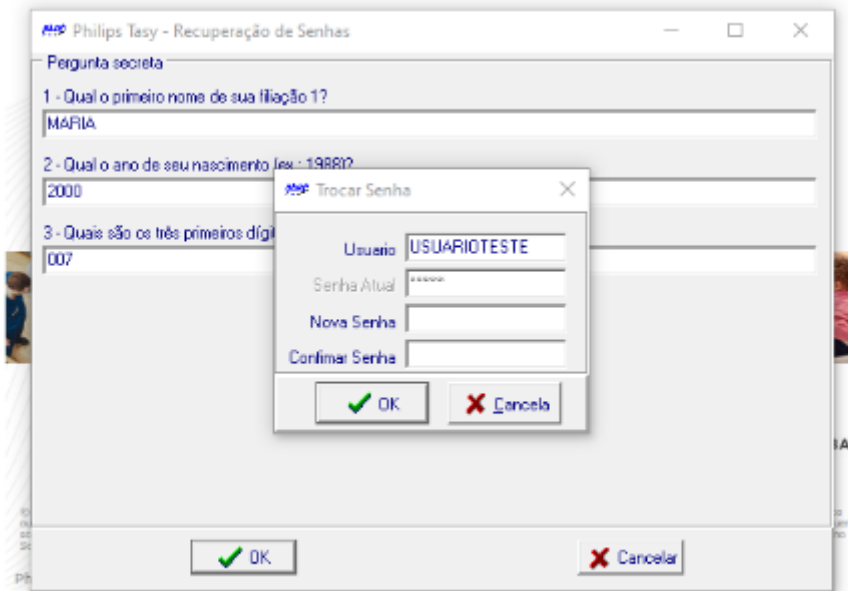 Philips Tasy - Recuperação de Senhas
Pergunta secreta
1 - Qual o primeiro nome de sua filiação 1?
MARIA
2 - Qual o ano de seu nascimento (ex.: 1988)?
2000
3 - Quais são os três primeiros dígit
007
Trocar Senha
Usuario USUARIOTESTE
Senha Atual *****
Nova Senha
Confimar Senha
OK Cancela
OK Cancelar